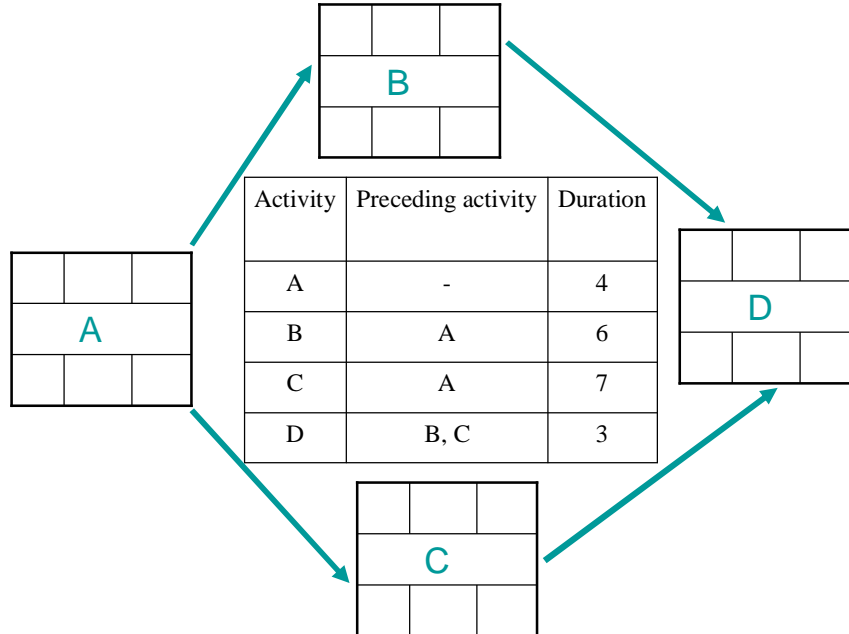 B
Activity Preceding activity Duration
A - 4
B A 6
C A 7
D B, C 3
A
D
C